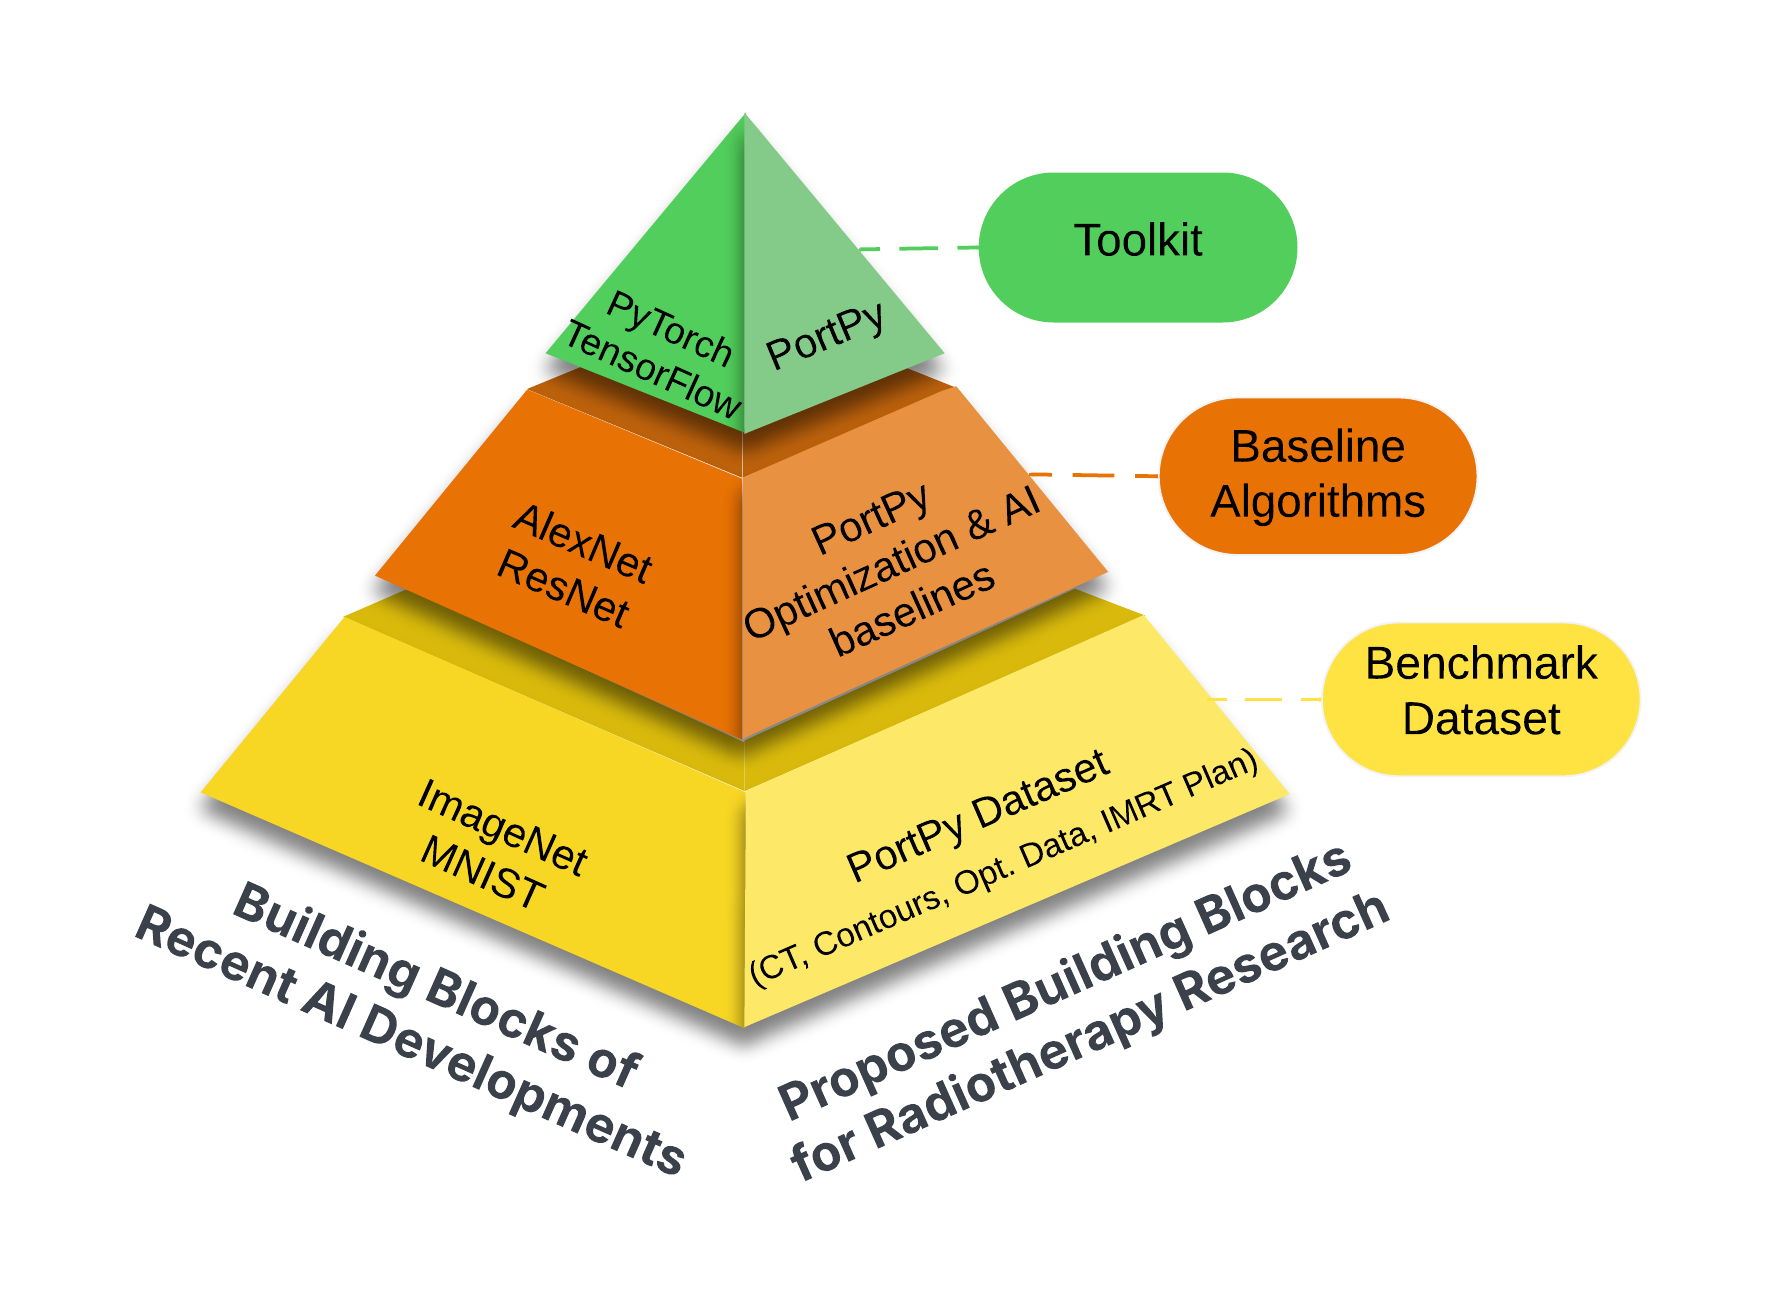 PyTorch
TensorFlow
PortPy
Toolkit
AlexNet
ResNet
PortPy
Optimization & AI
baselines
Baseline
Algorithms
ImageNet
MNIST
PortPy Dataset
(CT, Contours, Opt. Data, IMRT Plan)
Benchmark
Dataset
Building Blocks of
Recent AI Developments
Proposed Building Blocks
for Radiotherapy Research